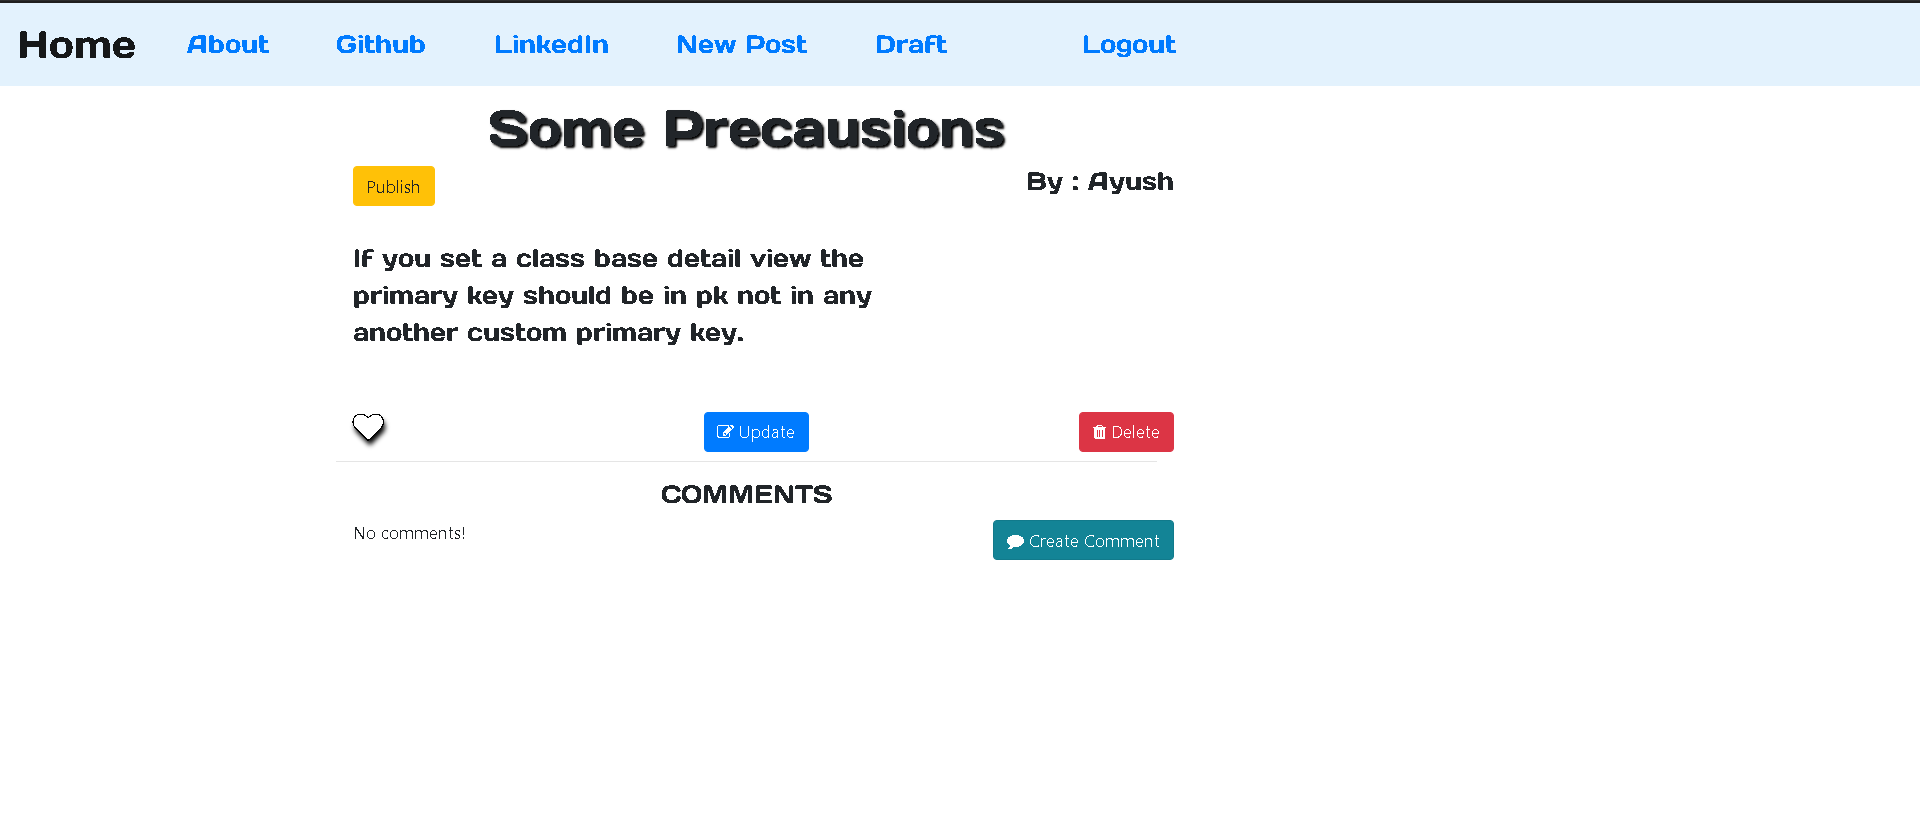 Home About Github LinkedIn New Post Draft Logout
Some Precausions
Publish By : Ayush
If you set a class base detail view the
primary key should be in pk not in any
another custom primary key.
Update Delete
COMMENTS
No comments! Create Comment